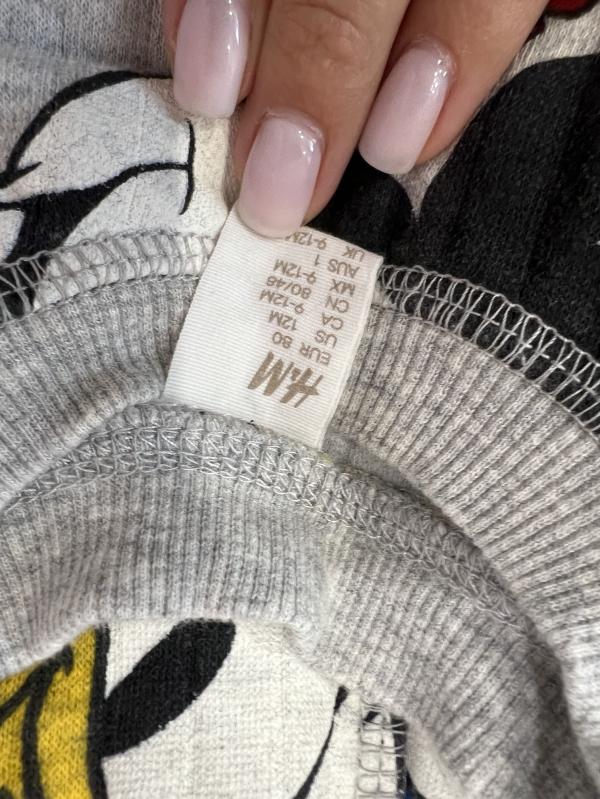 H&M
EUR 80
US 12M
CA 9-12M
CN 80/48
MX 9-12M
AUS 1
UK 9-12M